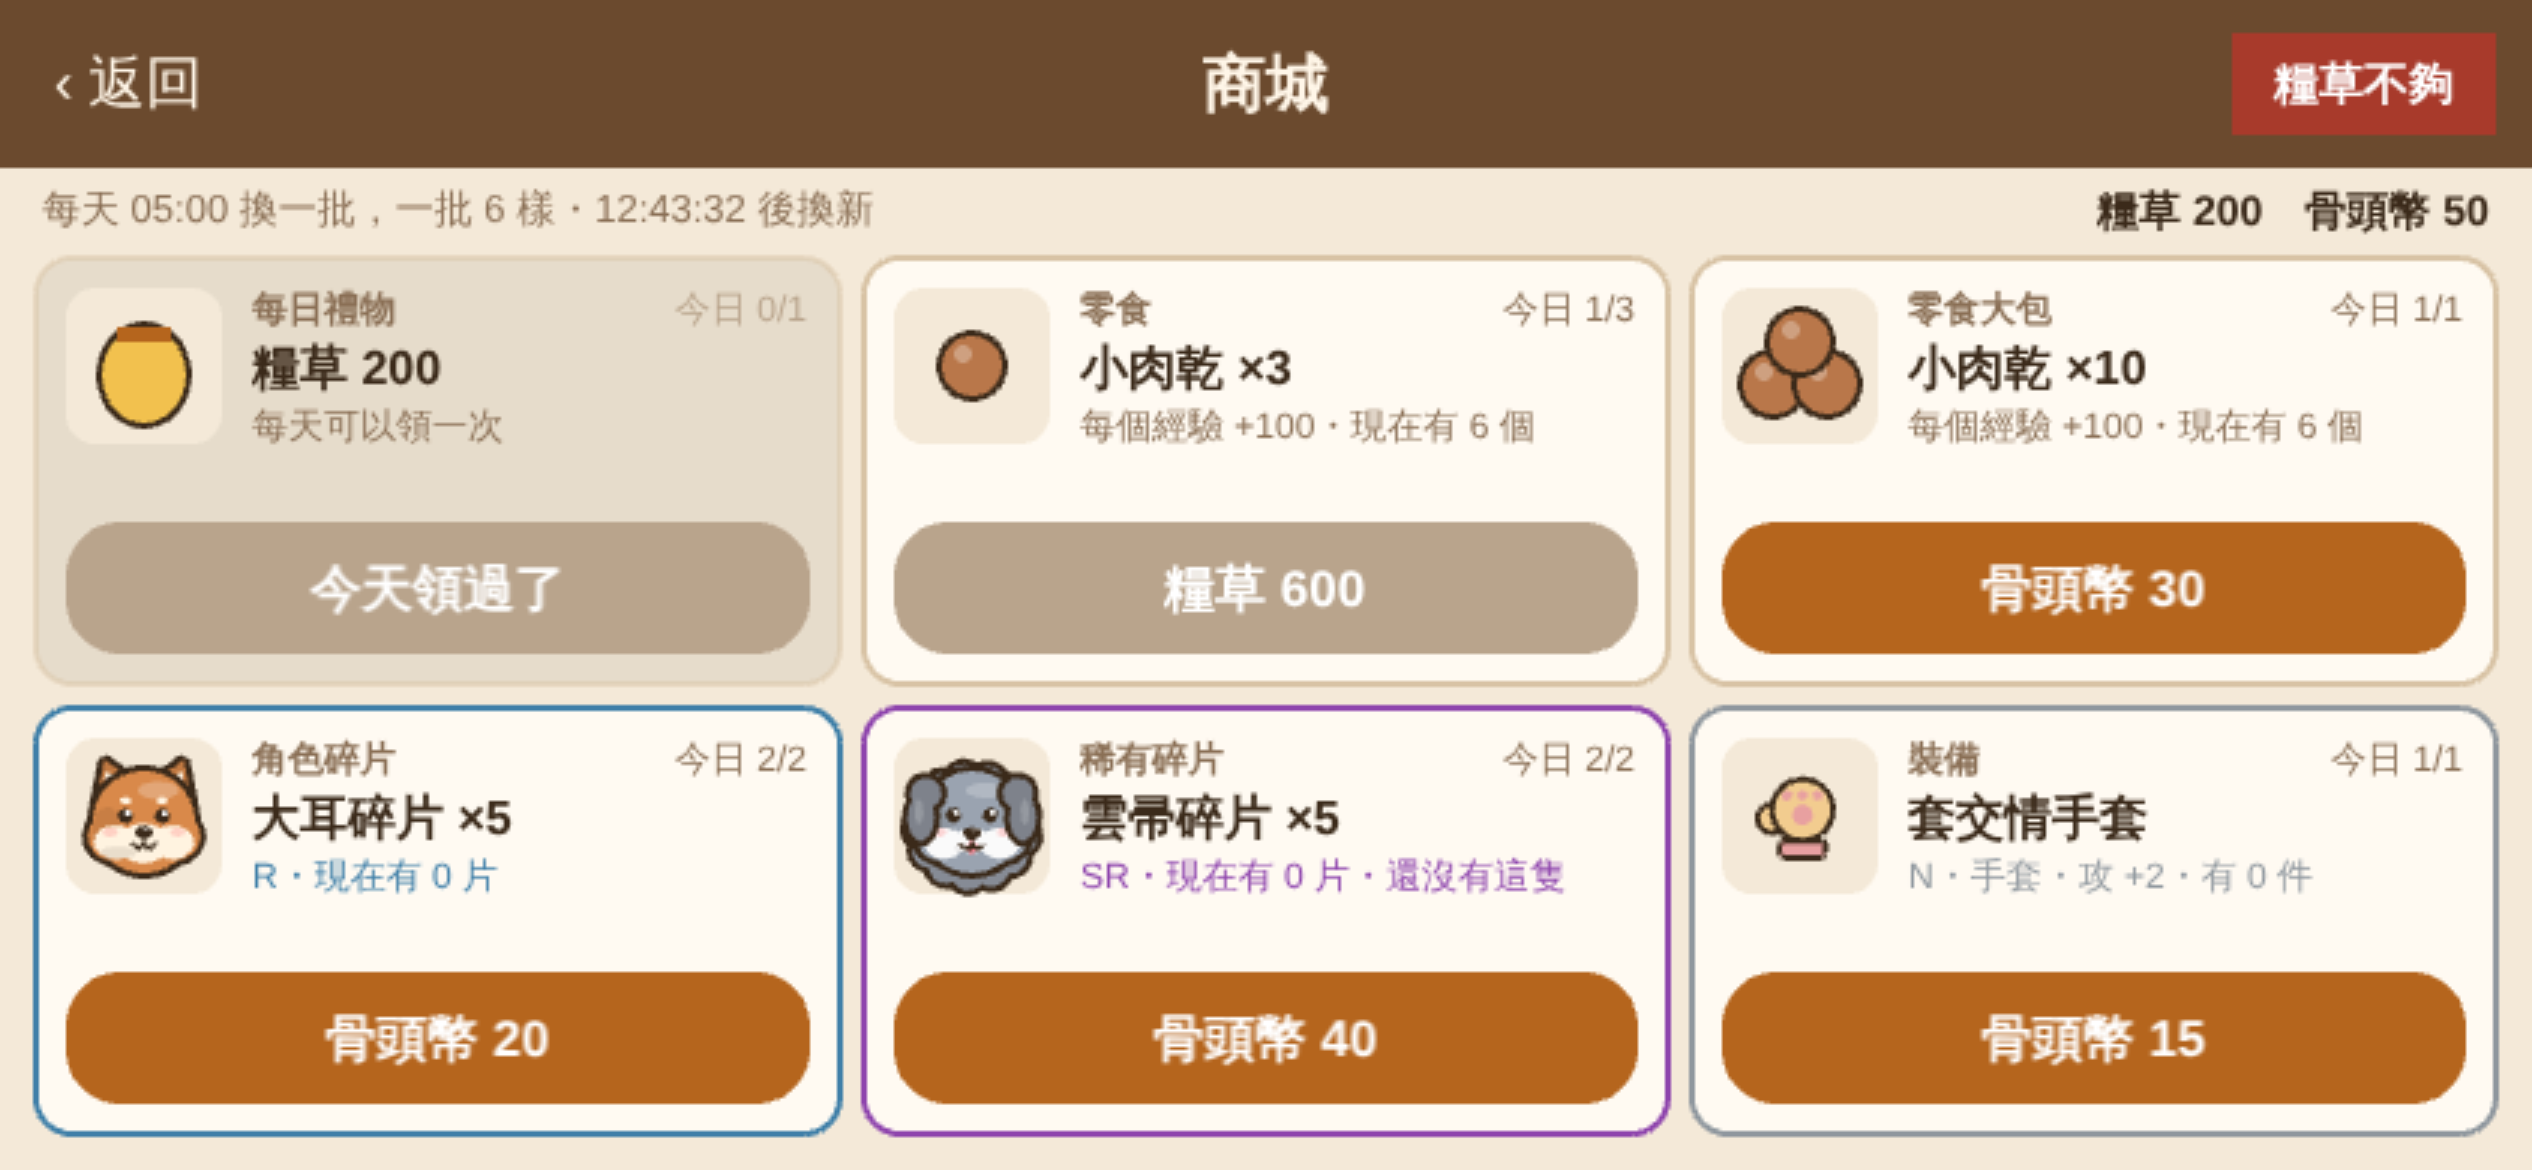 ‹ 返回
商城
糧草不夠
每天 05:00 換一批，一批 6 樣・12:43:32 後換新
糧草 200 骨頭幣 50
每日禮物 今日 0/1
糧草 200
每天可以領一次
今天領過了
零食 今日 1/3
小肉乾 ×3
每個經驗 +100・現在有 6 個
糧草 600
零食大包 今日 1/1
小肉乾 ×10
每個經驗 +100・現在有 6 個
骨頭幣 30
角色碎片 今日 2/2
大耳碎片 ×5
R・現在有 0 片
骨頭幣 20
稀有碎片 今日 2/2
雲帚碎片 ×5
SR・現在有 0 片・還沒有這隻
骨頭幣 40
裝備 今日 1/1
套交情手套
N・手套・攻 +2・有 0 件
骨頭幣 15